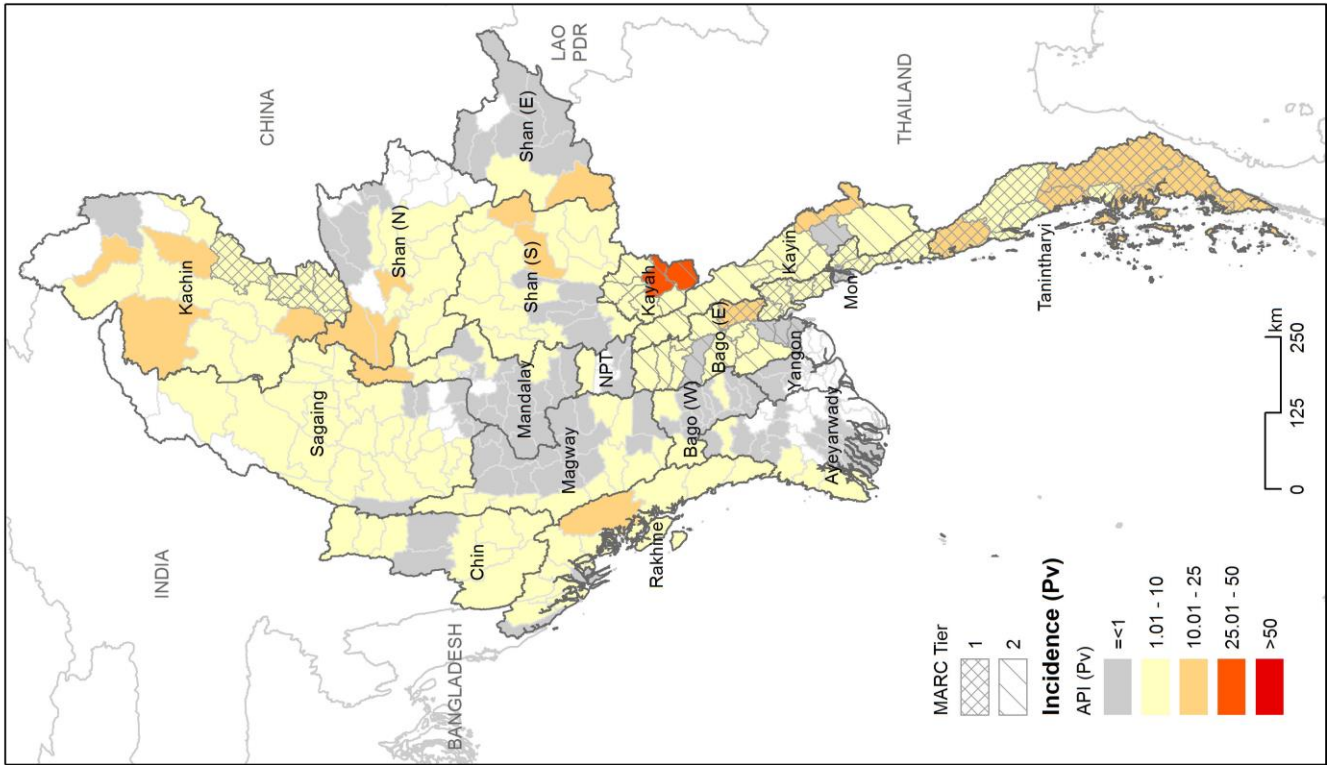 CHINA
INDIA
BANGLADESH
LAO
PDR
THAILAND
Kachin
Sagaing
Shan (N)
Chin
Mandalay
Shan (S)
Shan (E)
Magway
NPT
Kayah
Rakhine
Bago (W)
Bago (E)
Kayin
Yangon
Mon
Ayeyarwady
Tanintharyi
MARC Tier
1
2
Incidence (Pv)
API (Pv)
=<1
1.01 - 10
10.01 - 25
25.01 - 50
>50
0
125
250
km